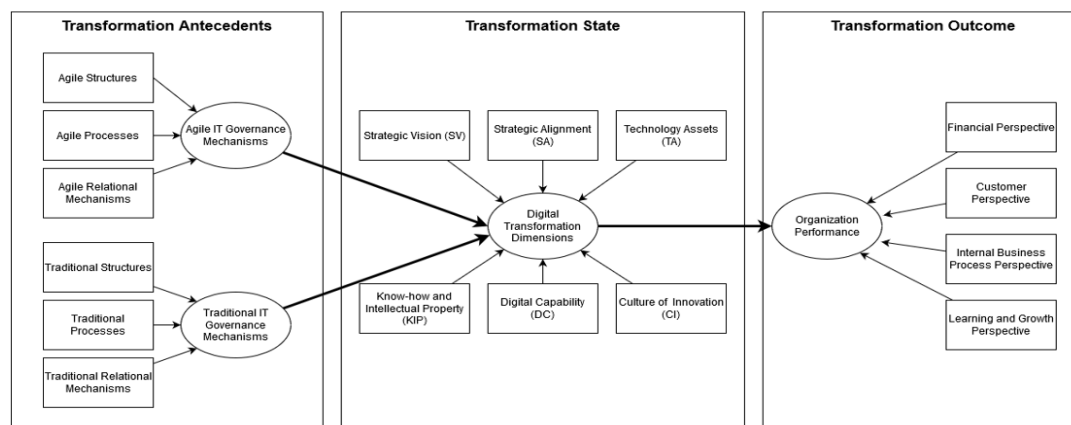 Transformation Antecedents
Agile Structures
Agile Processes
Agile Relational
Mechanisms
Agile IT Governance
Mechanisms
Traditional Structures
Traditional
Processes
Traditional Relational
Mechanisms
Traditional IT
Governance
Mechanisms
Transformation State
Strategic Vision (SV)
Strategic Alignment
(SA)
Technology Assets
(TA)
Digital
Transformation
Dimensions
Know-how and
Intellectual Property
(KIP)
Digital Capability
(DC)
Culture of Innovation
(CI)
Transformation Outcome
Organization
Performance
Financial Perspective
Customer
Perspective
Internal Business
Process Perspective
Learning and Growth
Perspective